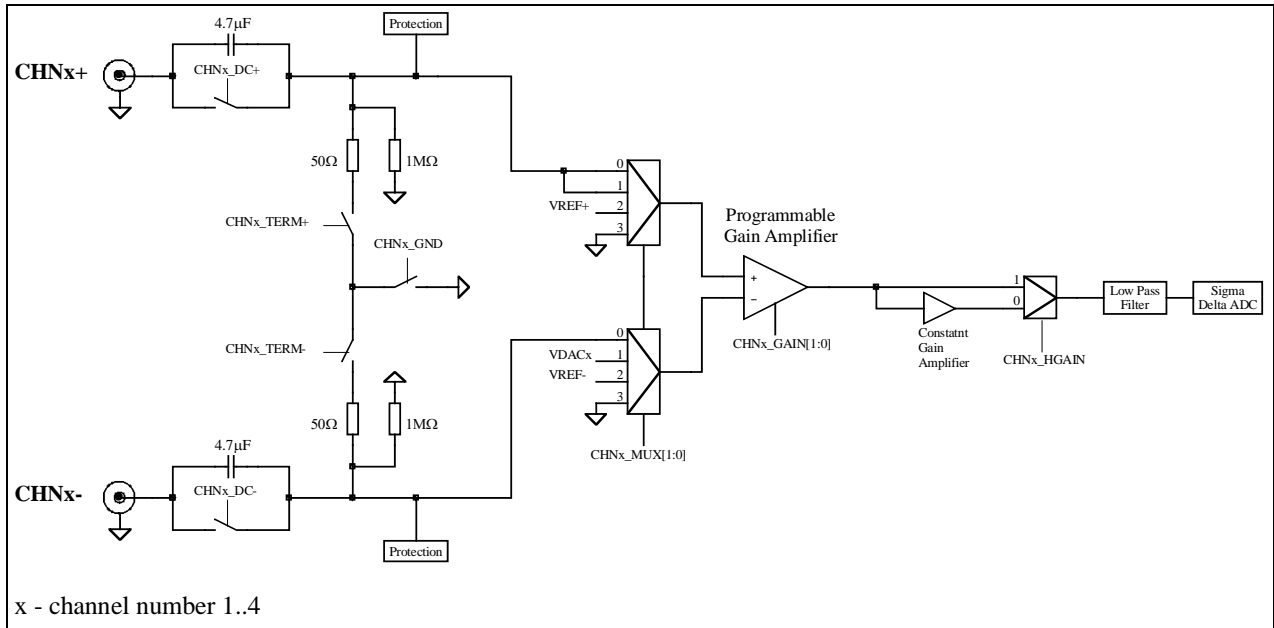 4.7µF
Protection
CHNx+
CHNx_DC+
50Ω
1MΩ
0
1
VREF+
2
3
CHNx_TERM+
CHNx_GND
Programmable
Gain Amplifier
+
−
1
0
Low Pass
Filter
Sigma
Delta ADC
CHNx_TERM-
0
VDACx
1
VREF-
2
3
CHNx_GAIN[1:0]
Constatnt
Gain
Amplifier
CHNx_HGAIN
50Ω
1MΩ
CHNx_MUX[1:0]
4.7µF
CHNx-
CHNx_DC-
Protection
x - channel number 1..4